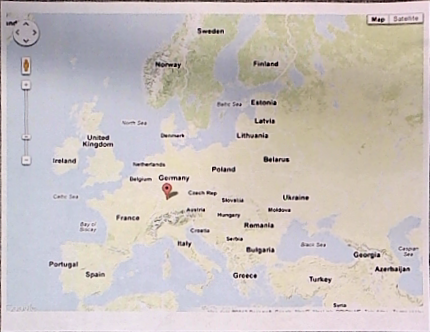 Sweden
Map Satellite
Norway
Finland
Baltic Sea
Estonia
North Sea
Latvia
Denmark
Lithuania
United
Kingdom
Ireland
Netherlands
Belarus
Belgium
Germany
Poland
Celtic Sea
Czech Rep
Slovakia
Ukraine
Austria
Moldova
France
Hungary
Bay of
Biscay
Romania
Croatia
Serbia
Italy
Black Sea
Bulgaria
Georgia
Caspian
Sea
Portugal
Azerbaijan
Spain
Greece
Turkey
Syria